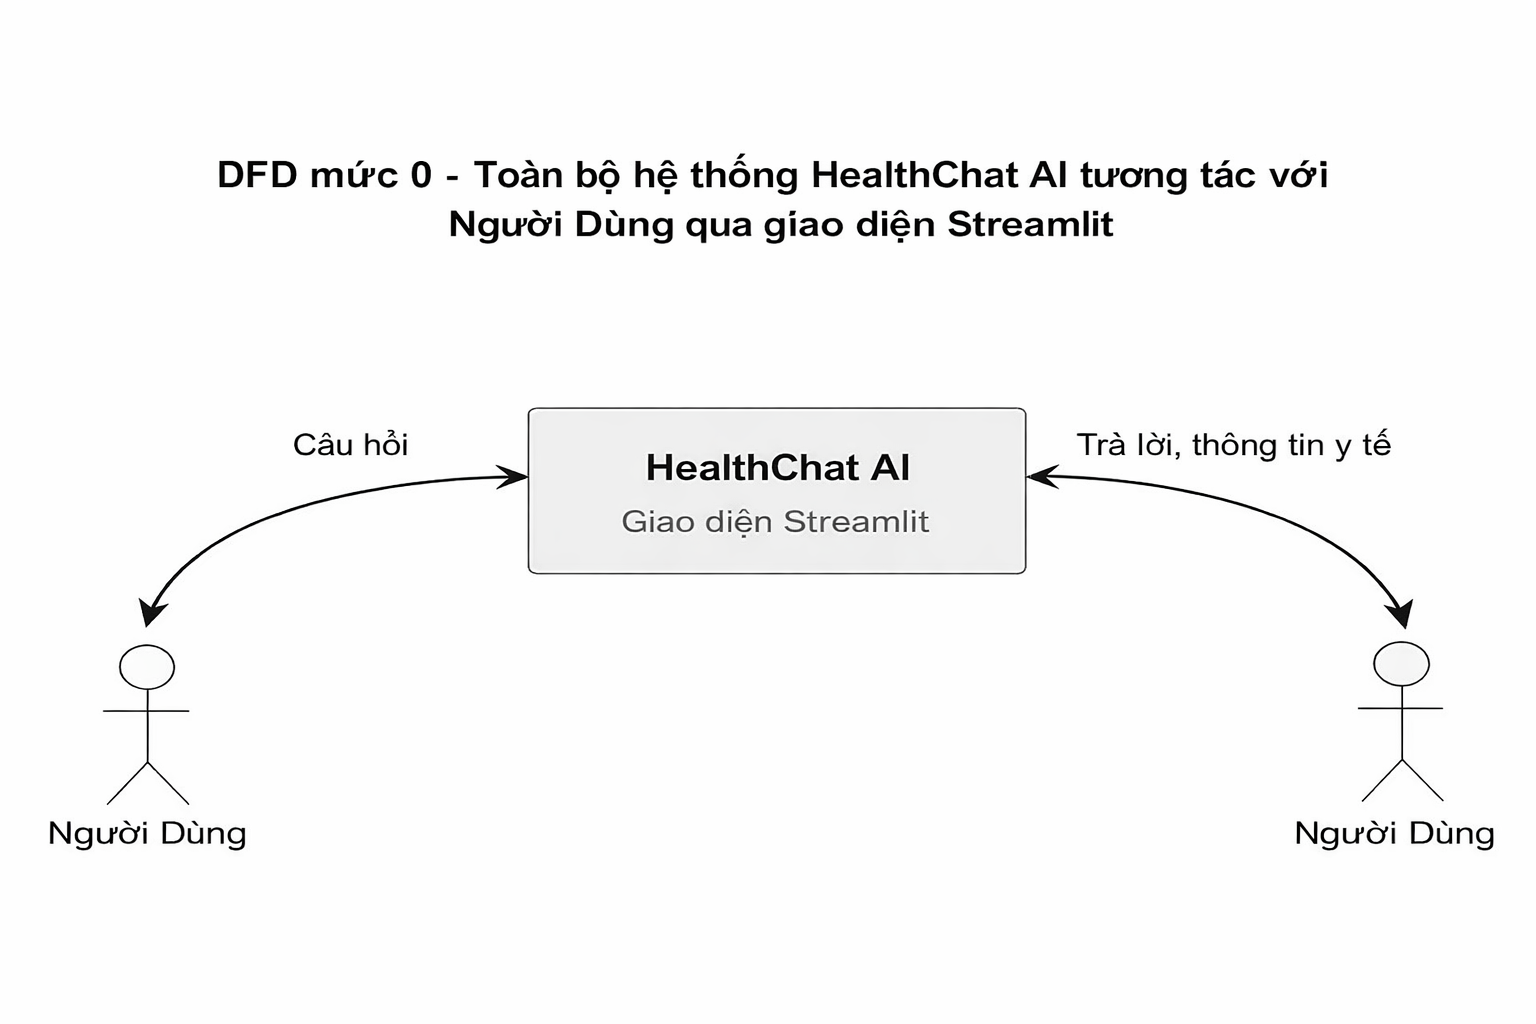 DFD mức 0 - Toàn bộ hệ thống HealthChat AI tương tác với
Người Dùng qua giao diện Streamlit
Câu hỏi
HealthChat AI
Giao diện Streamlit
Trà lời, thông tin y tế
Người Dùng
Người Dùng